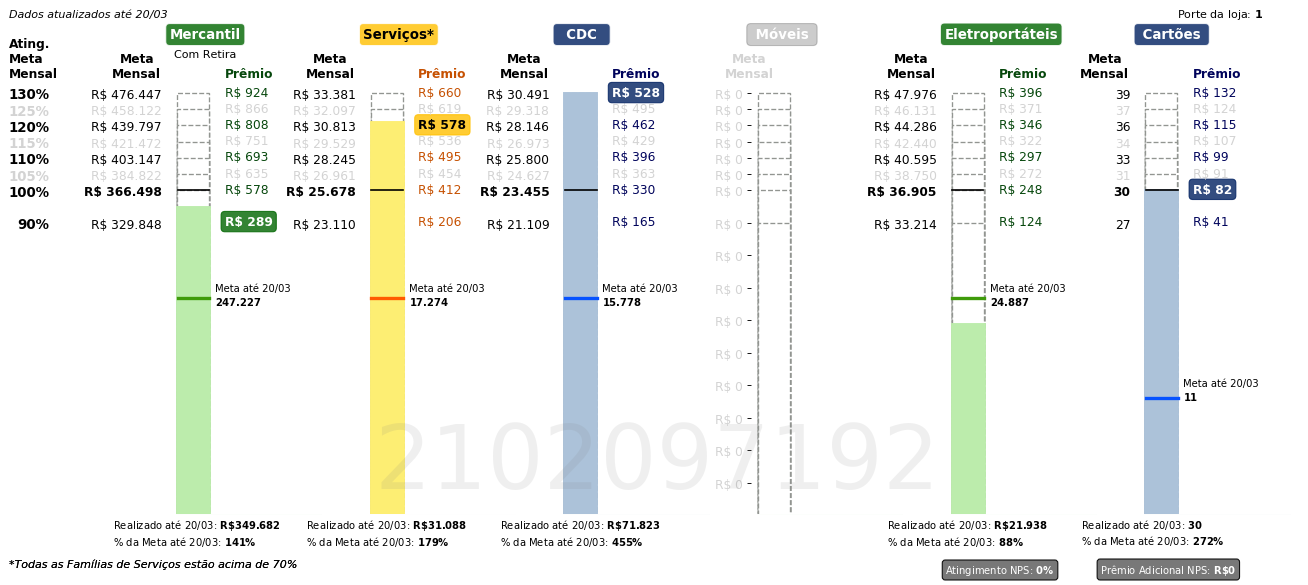 Dados atualizados até 20/03
Porte da loja: 1
Mercantil Serviços* CDC Móveis Eletroportáteis Cartões
Ating. Meta Mensal
Com Retira
Meta Mensal Prêmio Meta Mensal Prêmio Meta Mensal Prêmio Meta Mensal Meta Mensal Prêmio Meta Mensal Prêmio
130% R$ 476.447 R$ 924 R$ 33.381 R$ 660 R$ 30.491 R$ 528 R$ 0 R$ 47.976 R$ 396 39 R$ 132
125% R$ 458.122 R$ 866 R$ 32.097 R$ 619 R$ 29.318 R$ 495 R$ 0 R$ 46.131 R$ 371 37 R$ 124
120% R$ 439.797 R$ 808 R$ 30.813 R$ 578 R$ 28.146 R$ 462 R$ 0 R$ 44.286 R$ 346 36 R$ 115
115% R$ 421.472 R$ 751 R$ 29.529 R$ 536 R$ 26.973 R$ 429 R$ 0 R$ 42.440 R$ 322 34 R$ 107
110% R$ 403.147 R$ 693 R$ 28.245 R$ 495 R$ 25.800 R$ 396 R$ 0 R$ 40.595 R$ 297 33 R$ 99
105% R$ 384.822 R$ 635 R$ 26.961 R$ 454 R$ 24.627 R$ 363 R$ 0 R$ 38.750 R$ 272 31 R$ 91
100% R$ 366.498 R$ 578 R$ 25.678 R$ 412 R$ 23.455 R$ 330 R$ 0 R$ 36.905 R$ 248 30 R$ 82
90% R$ 329.848 R$ 289 R$ 23.110 R$ 206 R$ 21.109 R$ 165 R$ 0 R$ 33.214 R$ 124 27 R$ 41
R$ 0
R$ 0
Meta até 20/03 Meta até 20/03 Meta até 20/03 Meta até 20/03
247.227 17.274 15.778 24.887
R$ 0
R$ 0
R$ 0
Meta até 20/03
11
R$ 0
R$ 0
R$ 0
2102097192
Realizado até 20/03: R$349.682 Realizado até 20/03: R$31.088 Realizado até 20/03: R$71.823 Realizado até 20/03: R$21.938 Realizado até 20/03: 30
% da Meta até 20/03: 141% % da Meta até 20/03: 179% % da Meta até 20/03: 455% % da Meta até 20/03: 88% % da Meta até 20/03: 272%
*Todas as Famílias de Serviços estão acima de 70%
Atingimento NPS: 0% Prêmio Adicional NPS: R$0